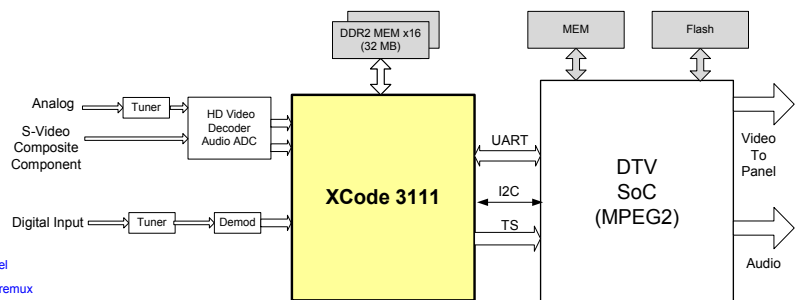 DDR2 MEM x16
(32 MB)
MEM
Flash
Analog
Tuner
HD Video
Decoder
Audio ADC
S-Video
Composite
Component
UART
Video
To
Panel
XCode 3111
DTV
SoC
(MPEG2)
I2C
Digital Input
Tuner
Demod
TS
Audio
el
remux